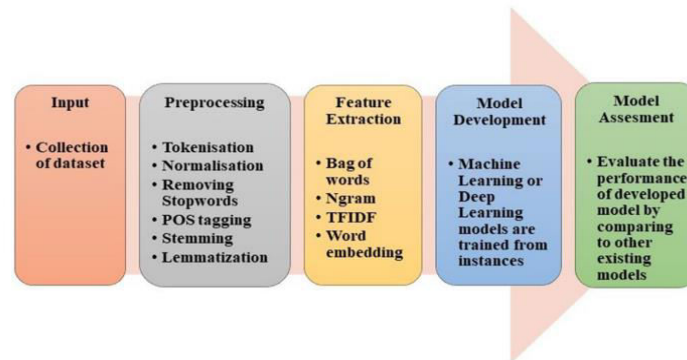 Input
• Collection
of dataset
Preprocessing
• Tokenisation
• Normalisation
• Removing
Stopwords
• POS tagging
• Stemming
• Lemmatization
Feature
Extraction
• Bag of
words
• Ngram
• TFIDF
• Word
embedding
Model
Development
• Machine
Learning or
Deep
Learning
models are
trained from
instances
Model
Assesment
• Evaluate the
performance
of developed
model by
comparing
to other
existing
models